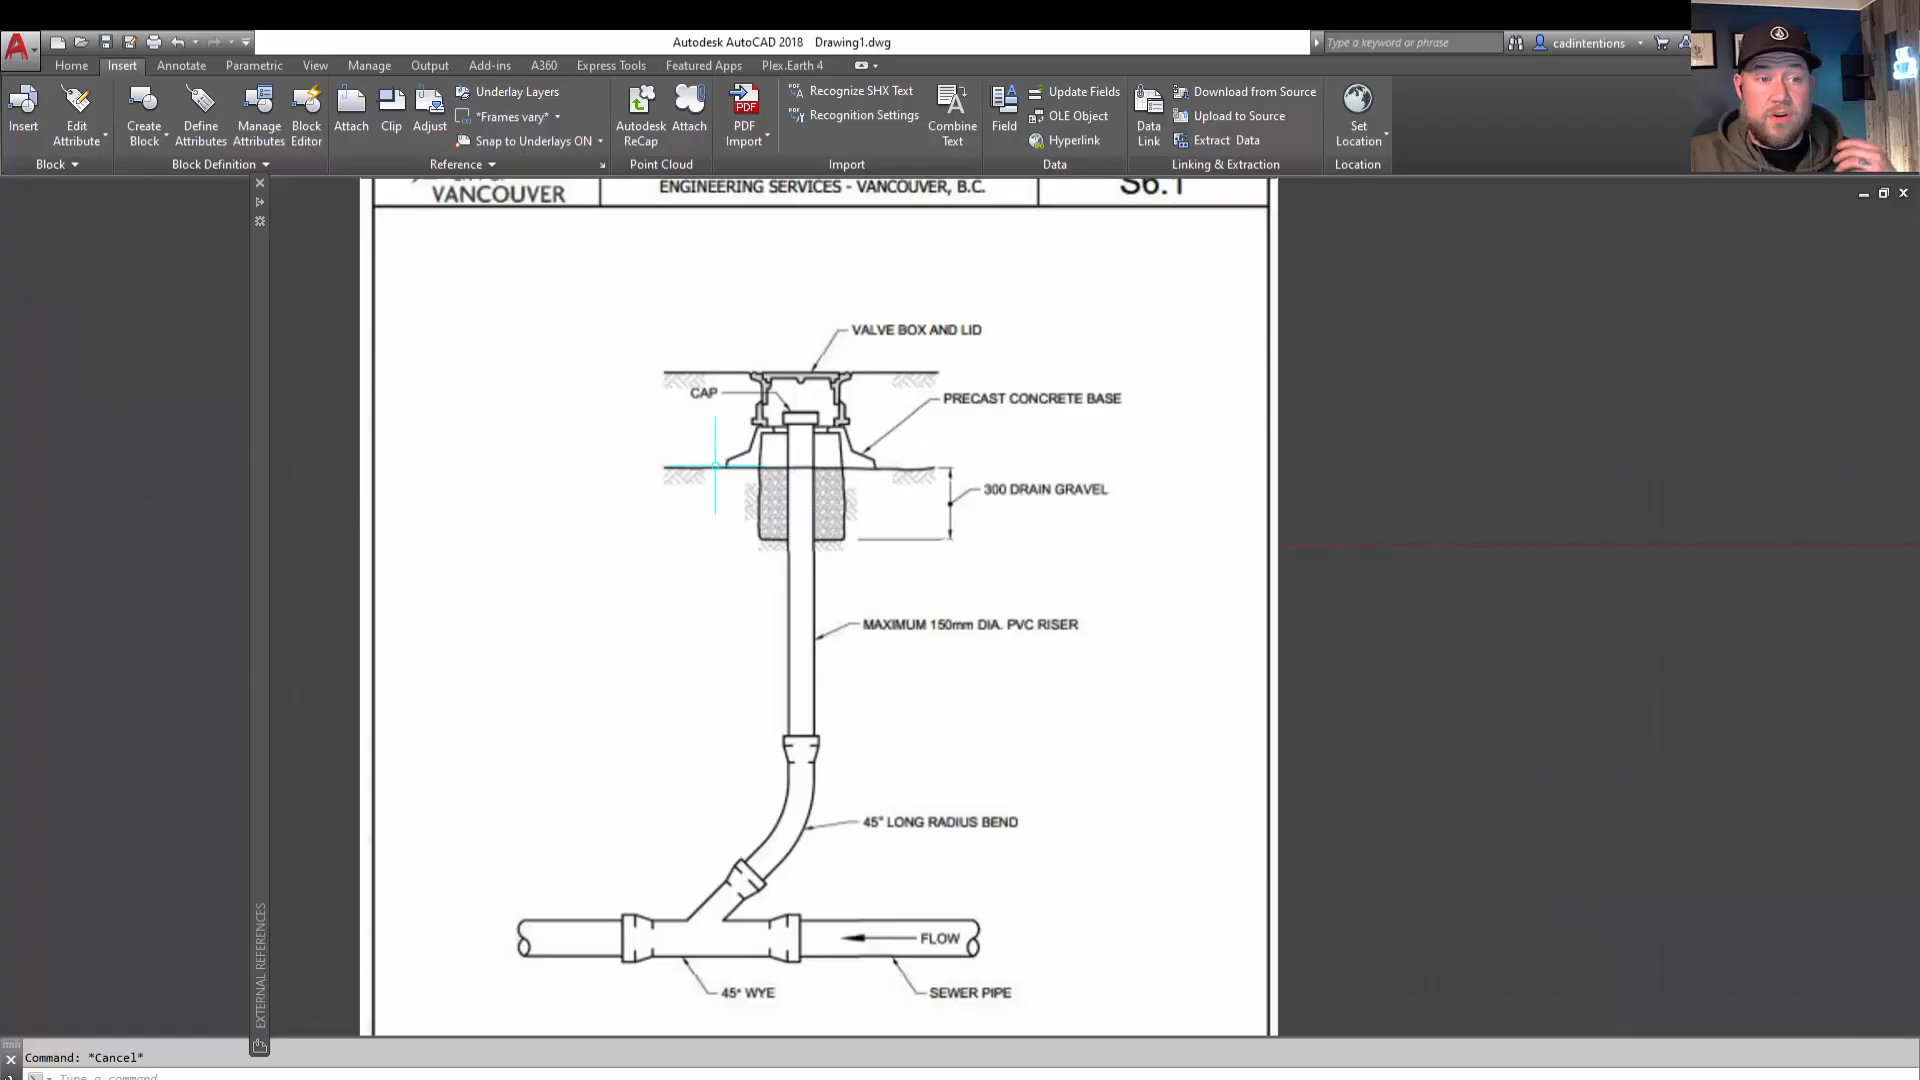 Autodesk AutoCAD 2018 Drawing1.dwg
Type a keyword or phrase
cadintentions
Home Insert Annotate Parametric View Manage Output Add-ins A360 Express Tools Featured Apps Plex.Earth 4
Insert
Edit Attribute
Create Block
Define Attributes
Manage Attributes
Block Editor
Attach
Clip
Adjust
Underlay Layers
*Frames vary*
Snap to Underlays ON
Autodesk ReCap
Attach
PDF Import
PDF
Recognize SHX Text
Recognition Settings
Combine Text
Field
Update Fields
OLE Object
Hyperlink
Data Link
Download from Source
Upload to Source
Extract Data
Set Location
Block
Block Definition
Reference
Point Cloud
Import
Data
Linking & Extraction
Location
VANCOUVER
ENGINEERING SERVICES - VANCOUVER, B.C.
S6.1
VALVE BOX AND LID
CAP
PRECAST CONCRETE BASE
300 DRAIN GRAVEL
MAXIMUM 150mm DIA. PVC RISER
45° LONG RADIUS BEND
FLOW
45° WYE
SEWER PIPE
EXTERNAL REFERENCES
Command: *Cancel*
Type a command